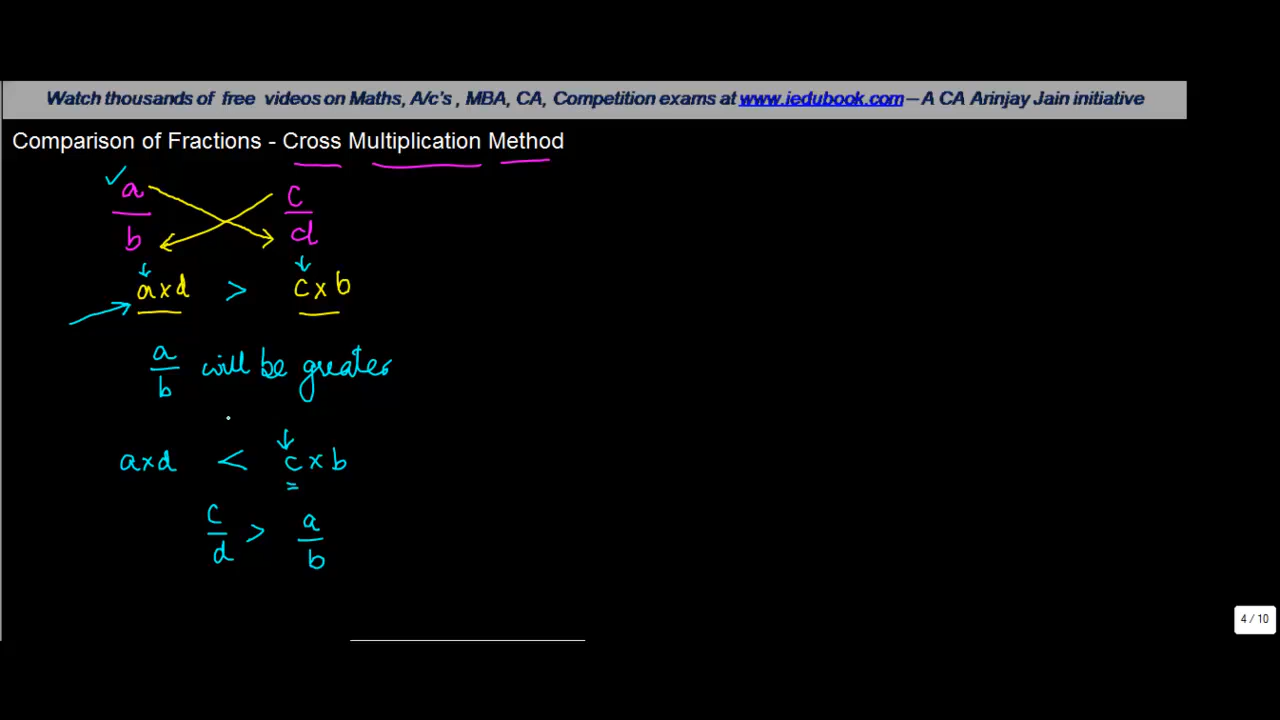 Watch thousands of free videos on Maths, A/c's , MBA, CA, Competition exams at www.iedubook.com – A CA Arinjay Jain initiative
Comparison of Fractions - Cross Multiplication Method
a/b c/d
a x d > c x b
a/b will be greater
a x d < c x b
c/d > a/b
4 / 10